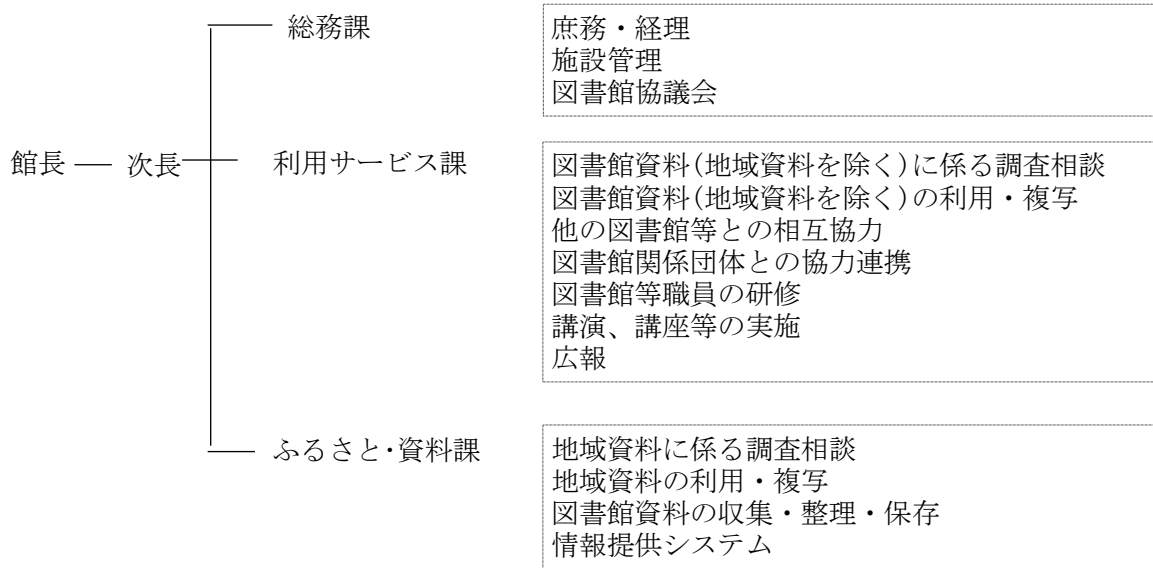 総務課
庶務・経理
施設管理
図書館協議会
館長
次長
利用サービス課
図書館資料(地域資料を除く)に係る調査相談
図書館資料(地域資料を除く)の利用・複写
他の図書館等との相互協力
図書館関係団体との協力連携
図書館等職員の研修
講演、講座等の実施
広報
ふるさと・資料課
地域資料に係る調査相談
地域資料の利用・複写
図書館資料の収集・整理・保存
情報提供システム